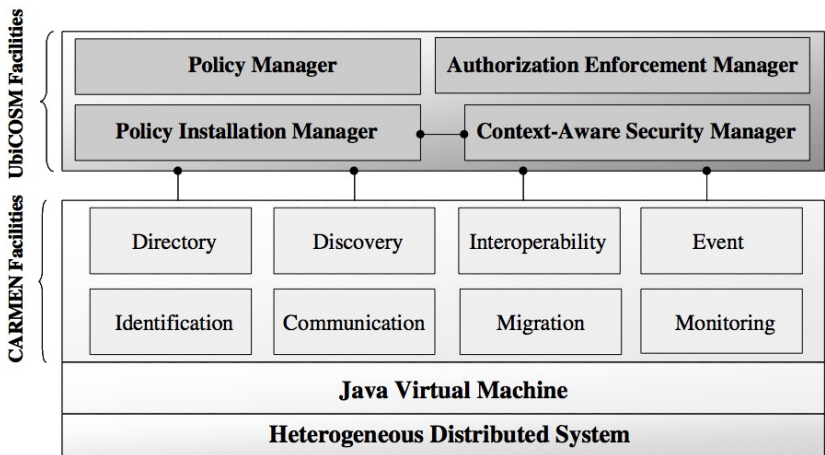 UbiCOSM Facilities
Policy Manager
Authorization Enforcement Manager
Policy Installation Manager
Context-Aware Security Manager
CARMEN Facilities
Directory
Discovery
Interoperability
Event
Identification
Communication
Migration
Monitoring
Java Virtual Machine
Heterogeneous Distributed System